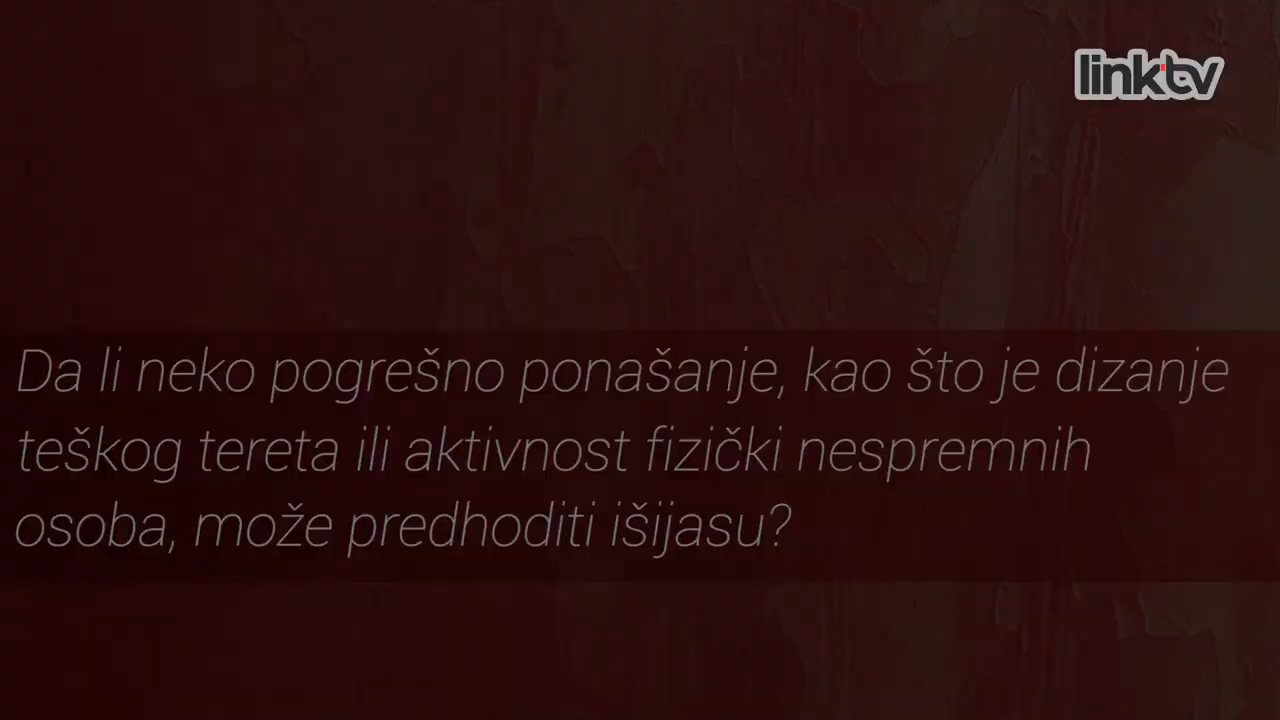 linktv
Da li neko pogrešno ponašanje, kao što je dizanje
teškog tereta ili aktivnost fizički nespremnih
osoba, može predhoditi išijasu?